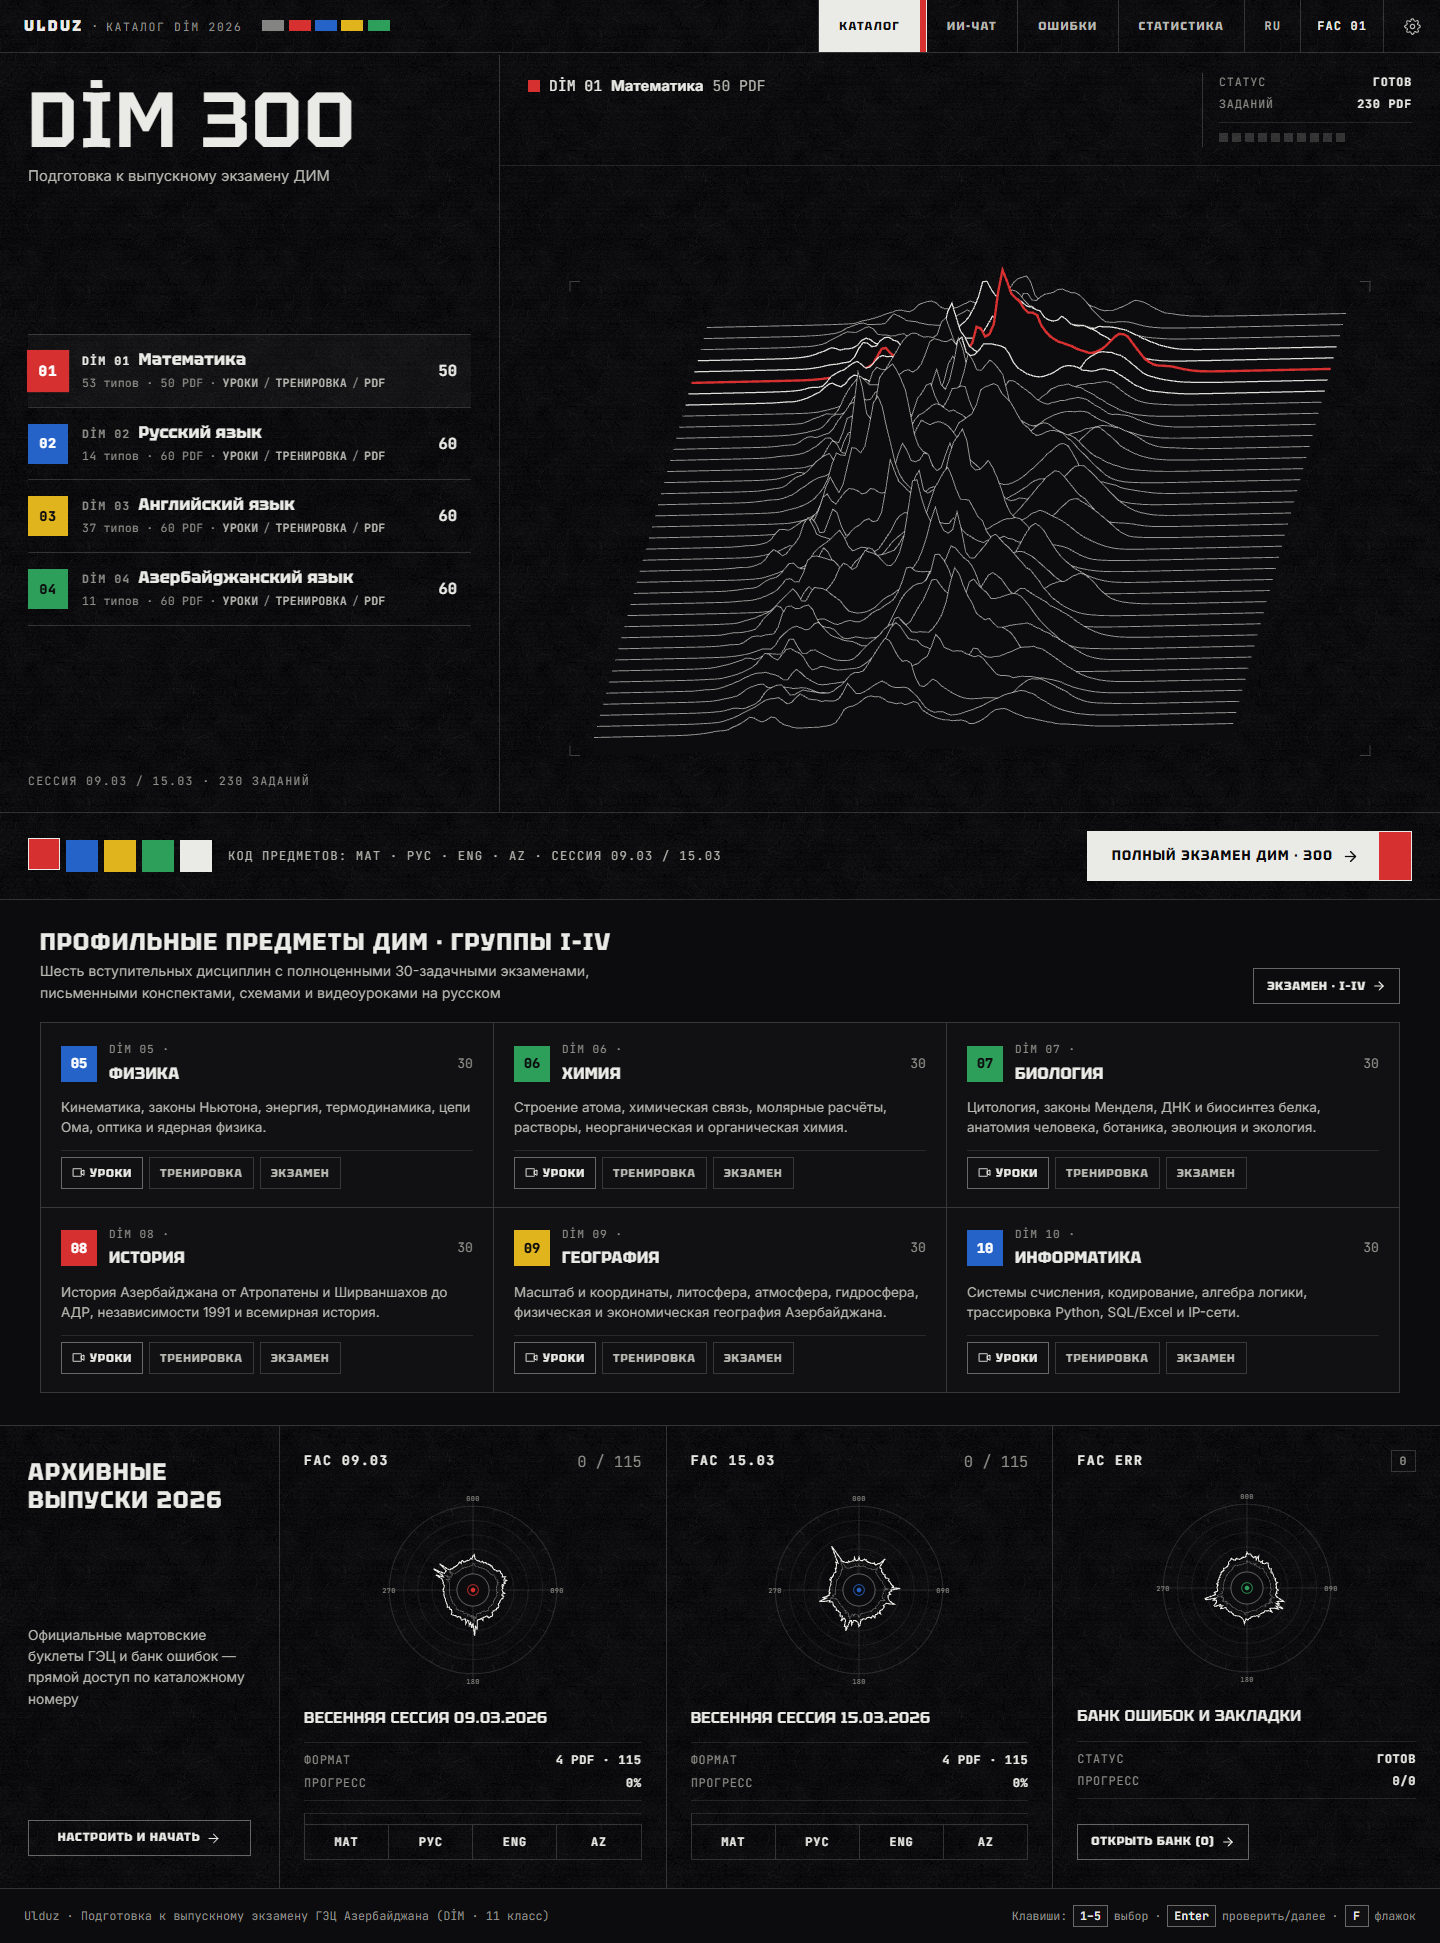 ULDUZ · КАТАЛОГ DİM 2026
КАТАЛОГ
ИИ-ЧАТ
ОШИБКИ
СТАТИСТИКА
RU
FAC 01
DİM 300
Подготовка к выпускному экзамену ДИМ
DİM 01 Математика 50 PDF
СТАТУС ГОТОВ
ЗАДАНИЙ 230 PDF
01 DİM 01 Математика 50
53 типов · 50 PDF · УРОКИ / ТРЕНИРОВКА / PDF
02 DİM 02 Русский язык 60
14 типов · 60 PDF · УРОКИ / ТРЕНИРОВКА / PDF
03 DİM 03 Английский язык 60
37 типов · 60 PDF · УРОКИ / ТРЕНИРОВКА / PDF
04 DİM 04 Азербайджанский язык 60
11 типов · 60 PDF · УРОКИ / ТРЕНИРОВКА / PDF
СЕССИЯ 09.03 / 15.03 · 230 ЗАДАНИЙ
КОД ПРЕДМЕТОВ: МАТ · РУС · ENG · AZ · СЕССИЯ 09.03 / 15.03
ПОЛНЫЙ ЭКЗАМЕН ДИМ · 300 →
ПРОФИЛЬНЫЕ ПРЕДМЕТЫ ДИМ · ГРУППЫ I-IV
Шесть вступительных дисциплин с полноценными 30-задачными экзаменами,
письменными конспектами, схемами и видеоуроками на русском
ЭКЗАМЕН · I-IV →
DİM 05 ·
05 ФИЗИКА 30
Кинематика, законы Ньютона, энергия, термодинамика, цепи
Ома, оптика и ядерная физика.
УРОКИ ТРЕНИРОВКА ЭКЗАМЕН
DİM 06 ·
06 ХИМИЯ 30
Строение атома, химическая связь, молярные расчёты,
растворы, неорганическая и органическая химия.
УРОКИ ТРЕНИРОВКА ЭКЗАМЕН
DİM 07 ·
07 БИОЛОГИЯ 30
Цитология, законы Менделя, ДНК и биосинтез белка,
анатомия человека, ботаника, эволюция и экология.
УРОКИ ТРЕНИРОВКА ЭКЗАМЕН
DİM 08 ·
08 ИСТОРИЯ 30
История Азербайджана от Атропатены и Ширваншахов до
АДР, независимости 1991 и всемирная история.
УРОКИ ТРЕНИРОВКА ЭКЗАМЕН
DİM 09 ·
09 ГЕОГРАФИЯ 30
Масштаб и координаты, литосфера, атмосфера, гидросфера,
физическая и экономическая география Азербайджана.
УРОКИ ТРЕНИРОВКА ЭКЗАМЕН
DİM 10 ·
10 ИНФОРМАТИКА 30
Системы счисления, кодирование, алгебра логики,
трассировка Python, SQL/Excel и IP-сети.
УРОКИ ТРЕНИРОВКА ЭКЗАМЕН
АРХИВНЫЕ
ВЫПУСКИ 2026
Официальные мартовские
буклеты ГЭЦ и банк ошибок —
прямой доступ по каталожному
номеру
НАСТРОИТЬ И НАЧАТЬ →
FAC 09.03 0 / 115
000
270 090
180
ВЕСЕННЯЯ СЕССИЯ 09.03.2026
ФОРМАТ 4 PDF · 115
ПРОГРЕСС 0%
МАТ РУС ENG AZ
FAC 15.03 0 / 115
000
270 090
180
ВЕСЕННЯЯ СЕССИЯ 15.03.2026
ФОРМАТ 4 PDF · 115
ПРОГРЕСС 0%
МАТ РУС ENG AZ
FAC ERR 0
000
270 090
180
БАНК ОШИБОК И ЗАКЛАДКИ
СТАТУС ГОТОВ
ПРОГРЕСС 0/0
ОТКРЫТЬ БАНК (0) →
Ulduz · Подготовка к выпускному экзамену ГЭЦ Азербайджана (DİM · 11 класс)
Клавиши: 1–5 выбор · Enter проверить/далее · F флажок